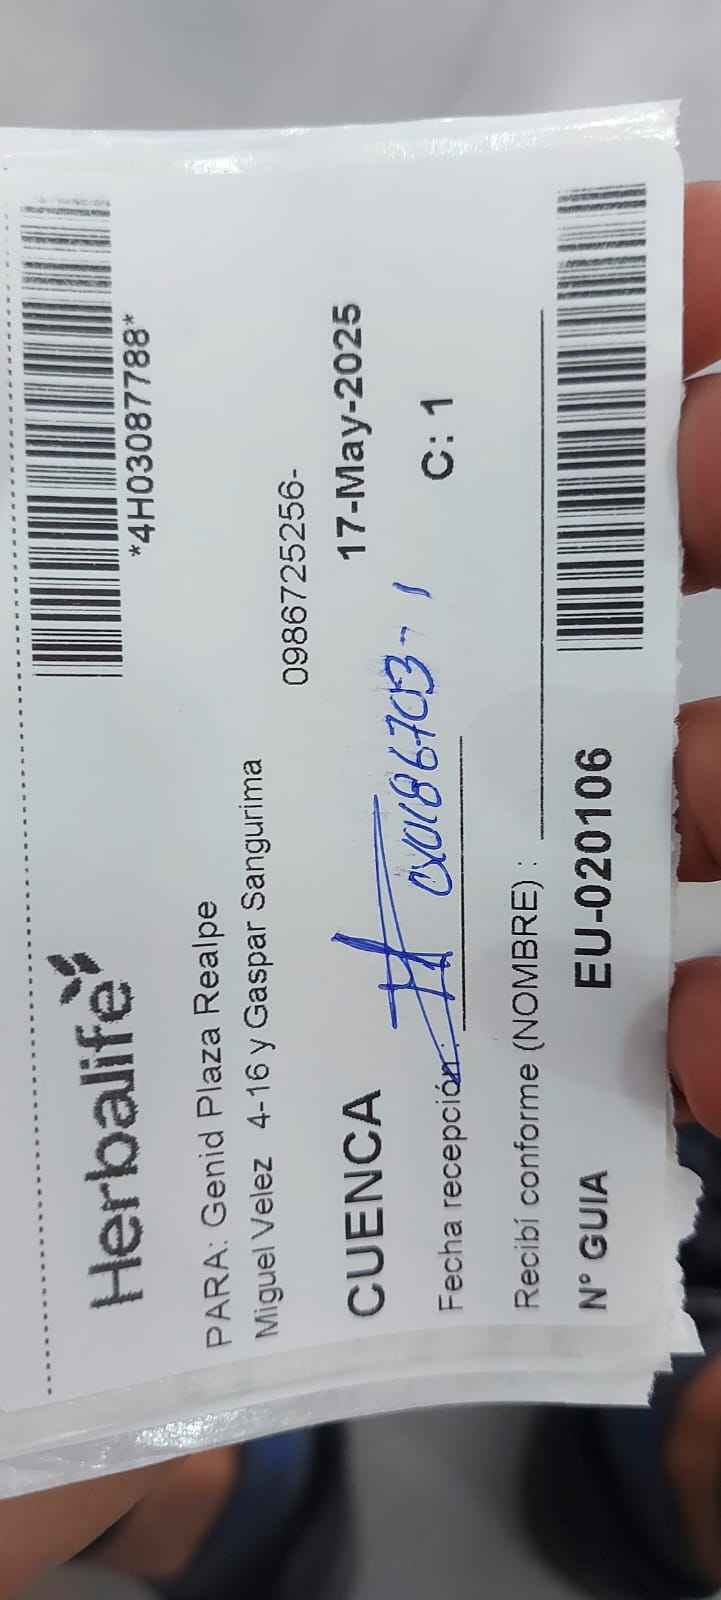 Herbalife
*4H03087788*
PARA: Genid Plaza Realpe
Miguel Velez 4-16 y Gaspar Sangurima
0986725256-
CUENCA 17-May-2025
Fecha recepción : C: 1
Recibí conforme (NOMBRE) :
Nº GUIA EU-020106